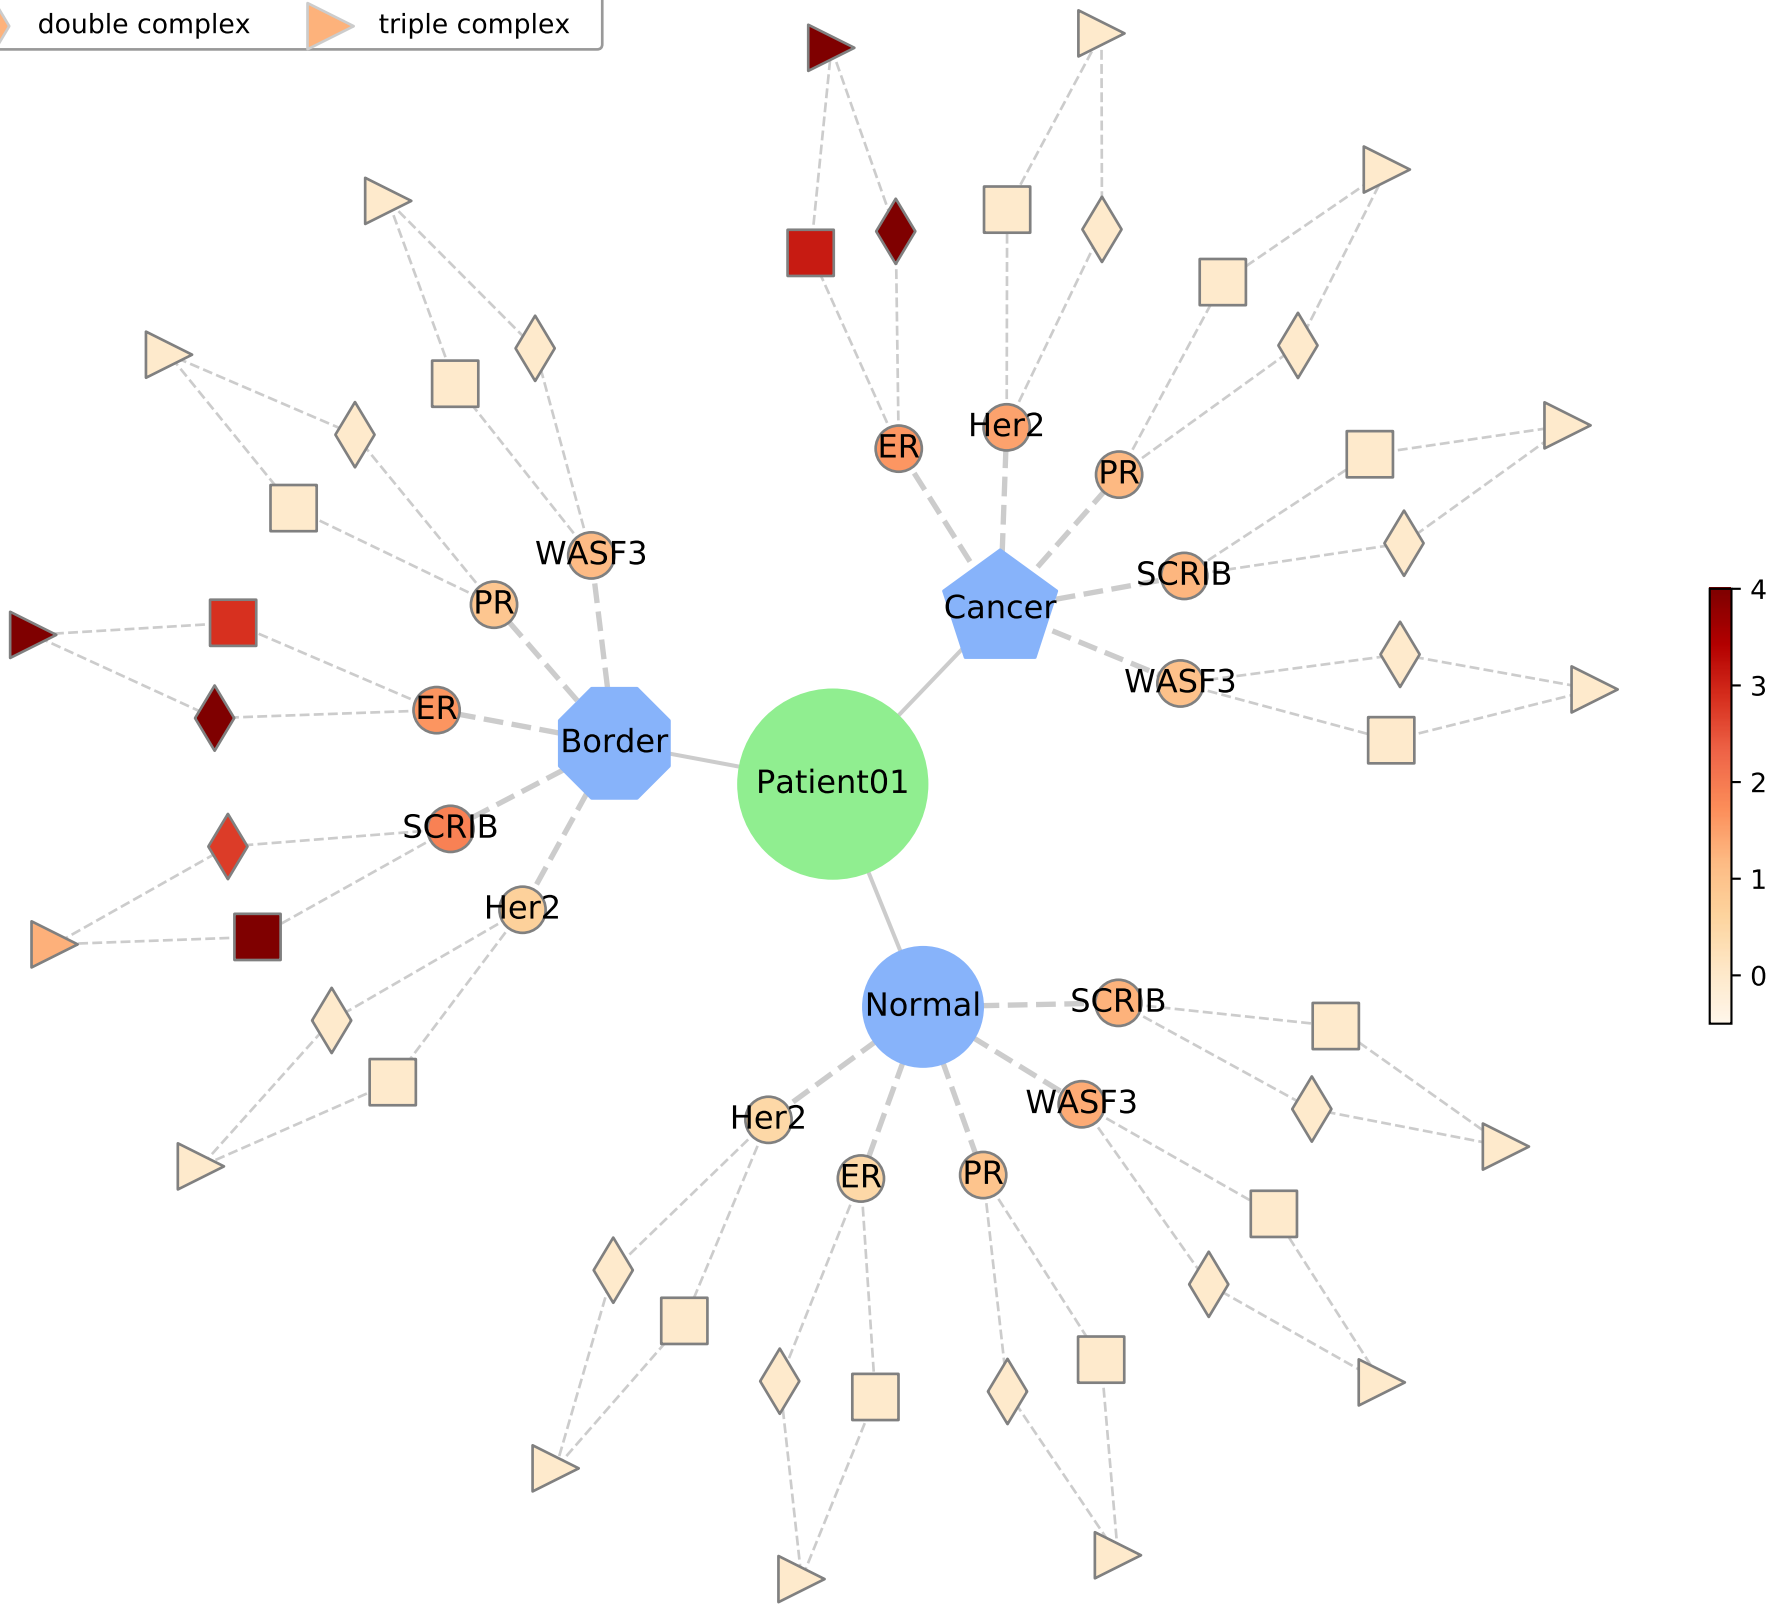 double complex
triple complex
Her2
ER
PR
WASF3
SCRIB
PR
Cancer
4
ER
WASF3
3
Border
Patient01
2
SCRIB
1
Her2
0
Normal
SCRIB
WASF3
Her2
ER
PR